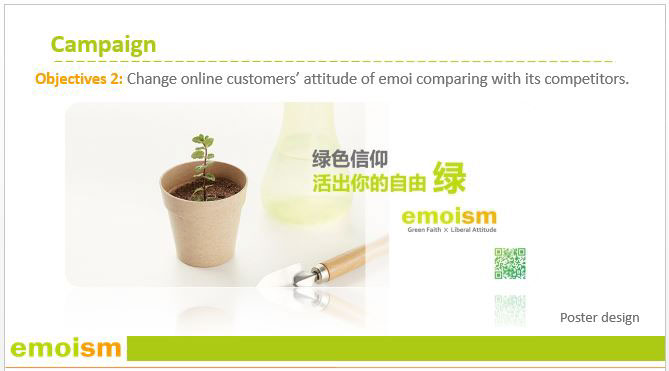 Campaign
Objectives 2: Change online customers’ attitude of emoi comparing with its competitors.
绿色信仰
活出你的自由 绿
emoism
Green Faith × Liberal Attitude
Poster design
emoism